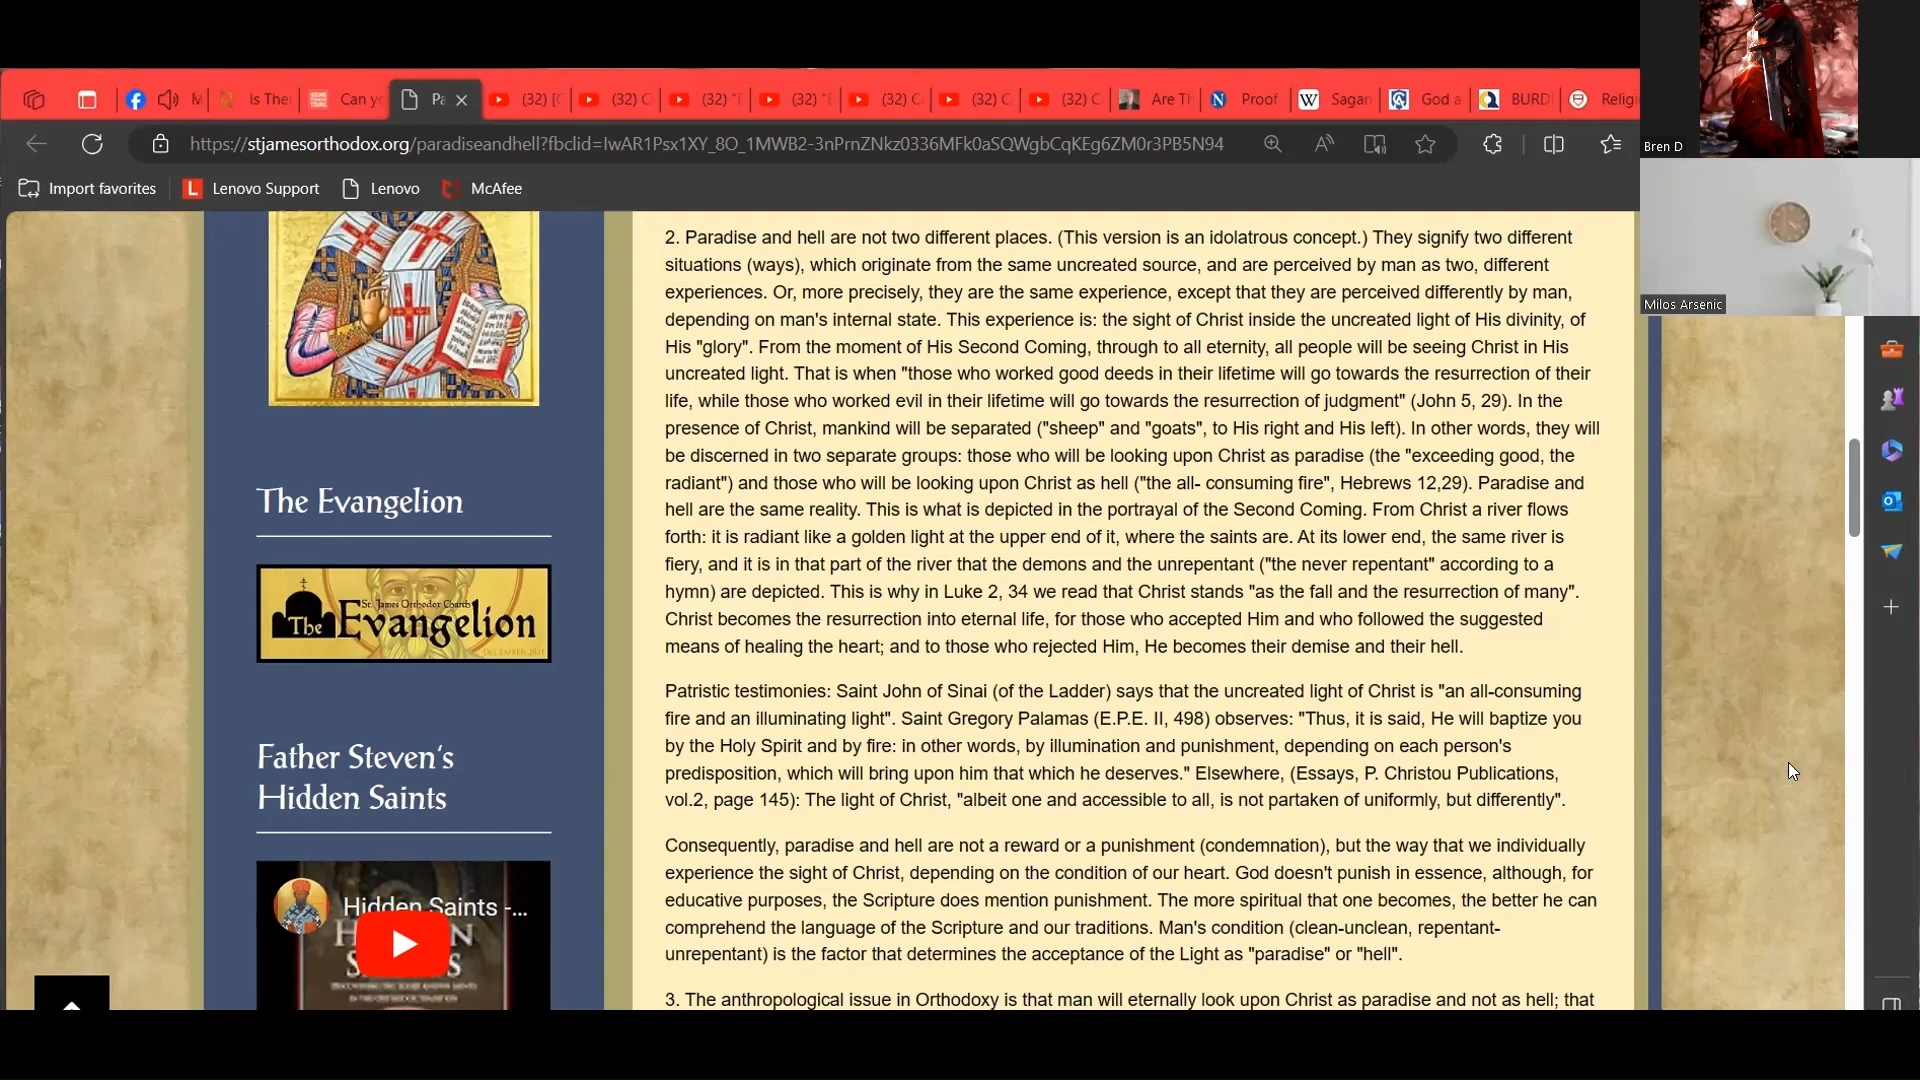 M
Is Ther
Can y
Pa
(32) [C
(32) C
(32) "E
(32) "E
(32) C
(32) C
(32) C
Are Th
Proof
Sagan
God a
BURD
Religi
https://stjamesorthodox.org/paradiseandhell?fbclid=IwAR1Psx1XY_8O_1MWB2-3nPrnZNkz0336MFk0aSQWgbCqKEg6ZM0r3PB5N94
Bren D
Import favorites
Lenovo Support
Lenovo
McAfee
Milos Arsenic
The Evangelion
St. James Orthodox Church
The Evangelion
DECEMBER 2021
Father Steven's
Hidden Saints
Hidden Saints -...
2. Paradise and hell are not two different places. (This version is an idolatrous concept.) They signify two different
situations (ways), which originate from the same uncreated source, and are perceived by man as two, different
experiences. Or, more precisely, they are the same experience, except that they are perceived differently by man,
depending on man's internal state. This experience is: the sight of Christ inside the uncreated light of His divinity, of
His "glory". From the moment of His Second Coming, through to all eternity, all people will be seeing Christ in His
uncreated light. That is when "those who worked good deeds in their lifetime will go towards the resurrection of their
life, while those who worked evil in their lifetime will go towards the resurrection of judgment" (John 5, 29). In the
presence of Christ, mankind will be separated ("sheep" and "goats", to His right and His left). In other words, they will
be discerned in two separate groups: those who will be looking upon Christ as paradise (the "exceeding good, the
radiant") and those who will be looking upon Christ as hell ("the all- consuming fire", Hebrews 12,29). Paradise and
hell are the same reality. This is what is depicted in the portrayal of the Second Coming. From Christ a river flows
forth: it is radiant like a golden light at the upper end of it, where the saints are. At its lower end, the same river is
fiery, and it is in that part of the river that the demons and the unrepentant ("the never repentant" according to a
hymn) are depicted. This is why in Luke 2, 34 we read that Christ stands "as the fall and the resurrection of many".
Christ becomes the resurrection into eternal life, for those who accepted Him and who followed the suggested
means of healing the heart; and to those who rejected Him, He becomes their demise and their hell.
Patristic testimonies: Saint John of Sinai (of the Ladder) says that the uncreated light of Christ is "an all-consuming
fire and an illuminating light". Saint Gregory Palamas (E.P.E. II, 498) observes: "Thus, it is said, He will baptize you
by the Holy Spirit and by fire: in other words, by illumination and punishment, depending on each person's
predisposition, which will bring upon him that which he deserves." Elsewhere, (Essays, P. Christou Publications,
vol.2, page 145): The light of Christ, "albeit one and accessible to all, is not partaken of uniformly, but differently".
Consequently, paradise and hell are not a reward or a punishment (condemnation), but the way that we individually
experience the sight of Christ, depending on the condition of our heart. God doesn't punish in essence, although, for
educative purposes, the Scripture does mention punishment. The more spiritual that one becomes, the better he can
comprehend the language of the Scripture and our traditions. Man's condition (clean-unclean, repentant-
unrepentant) is the factor that determines the acceptance of the Light as "paradise" or "hell".
3. The anthropological issue in Orthodoxy is that man will eternally look upon Christ as paradise and not as hell; that